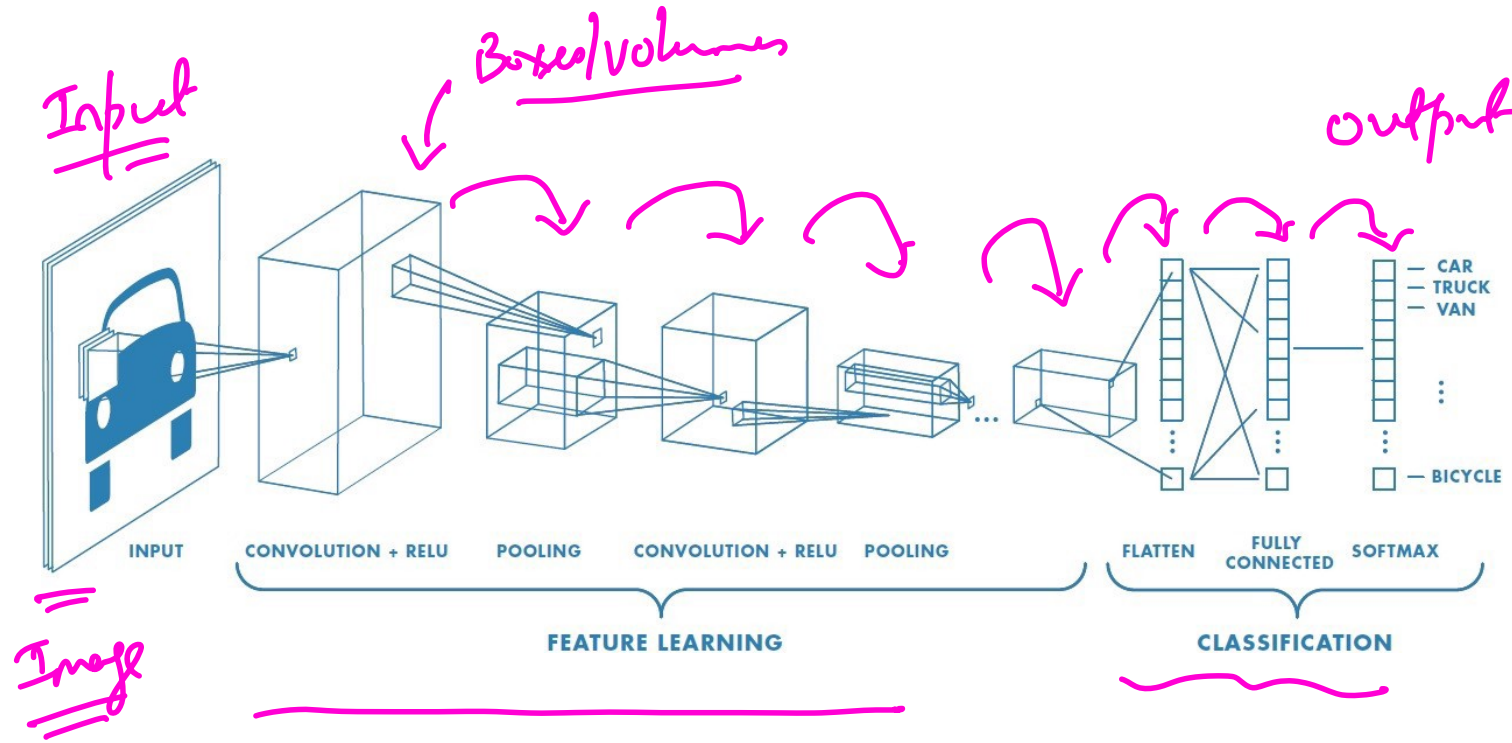 Boxes/Volumes
Input
output
CAR
TRUCK
VAN
BICYCLE
INPUT
CONVOLUTION + RELU
POOLING
CONVOLUTION + RELU
POOLING
FLATTEN
FULLY
CONNECTED
SOFTMAX
FEATURE LEARNING
CLASSIFICATION
Image